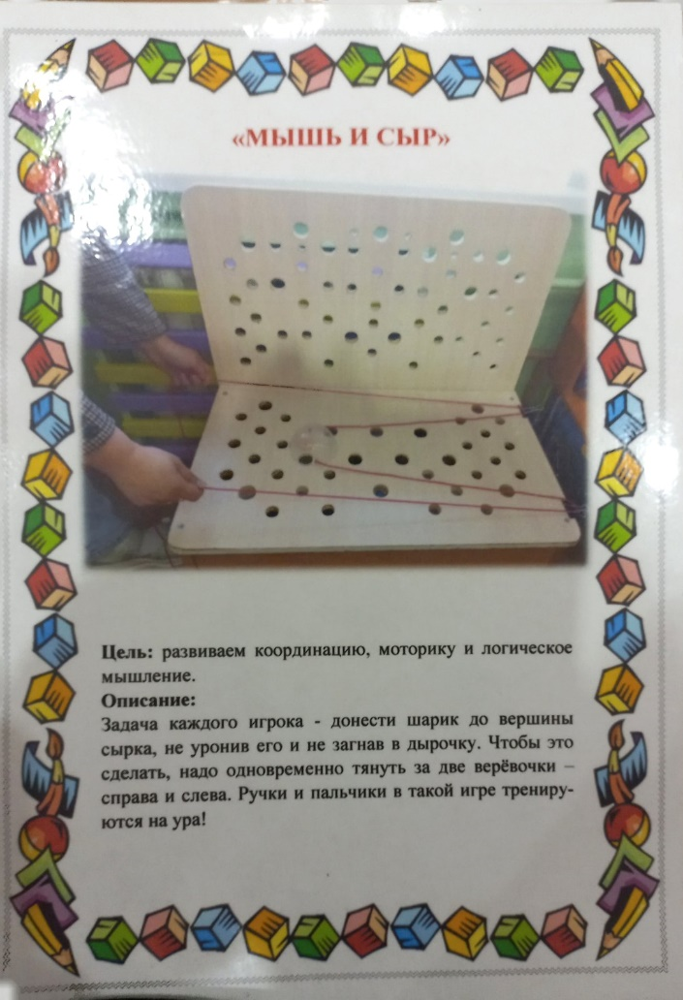 «МЫШЬ И СЫР»
Цель: развиваем координацию, моторику и логическое
мышление.
Описание:
Задача каждого игрока - донести шарик до вершины
сырка, не уронив его и не загнав в дырочку. Чтобы это
сделать, надо одновременно тянуть за две верёвочки –
справа и слева. Ручки и пальчики в такой игре трениру-
ются на ура!